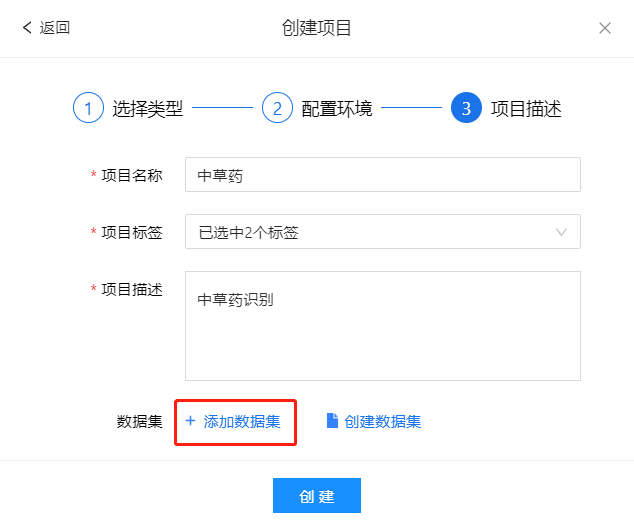 返回
创建项目
1 选择类型 2 配置环境 3 项目描述
* 项目名称 中草药
* 项目标签 已选中2个标签
* 项目描述 中草药识别
数据集 + 添加数据集 创建数据集
创建